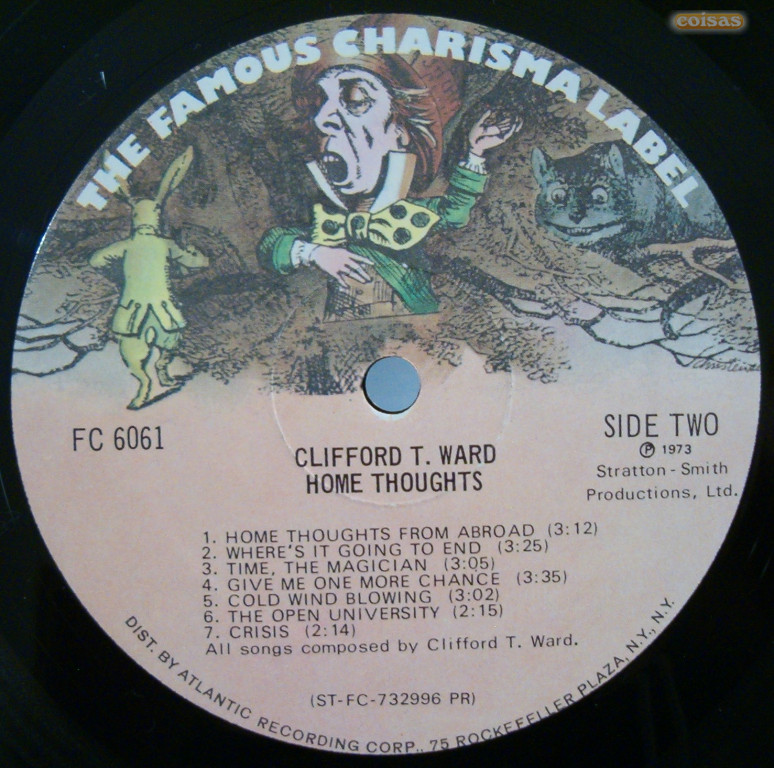 coisas
THE FAMOUS CHARISMA LABEL
FC 6061
SIDE TWO
℗ 1973
Stratton - Smith
Productions, Ltd.
CLIFFORD T. WARD
HOME THOUGHTS
1. HOME THOUGHTS FROM ABROAD (3:12)
2. WHERE'S IT GOING TO END (3:25)
3. TIME, THE MAGICIAN (3:05)
4. GIVE ME ONE MORE CHANCE (3:35)
5. COLD WIND BLOWING (3:02)
6. THE OPEN UNIVERSITY (2:15)
7. CRISIS (2:14)
All songs composed by Clifford T. Ward.
(ST-FC-732996 PR)
DIST. BY ATLANTIC RECORDING CORP., 75 ROCKEFELLER PLAZA, N.Y., N.Y.